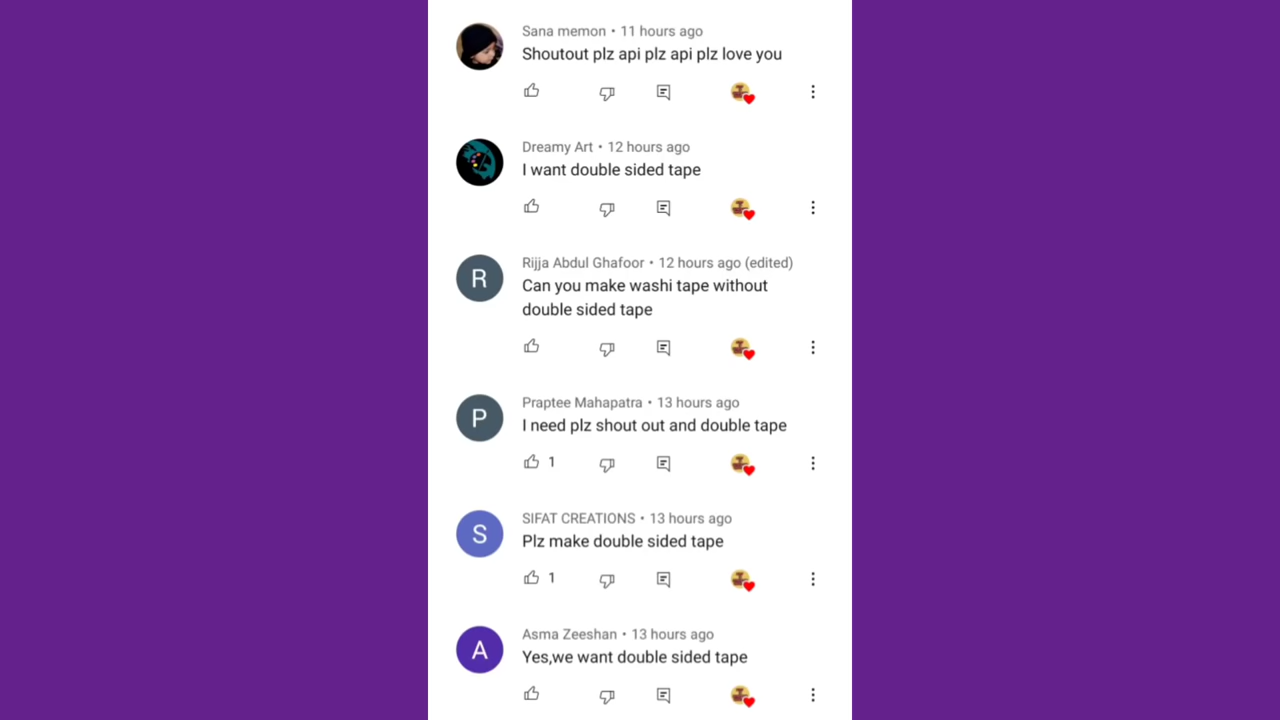 Sana memon • 11 hours ago
Shoutout plz api plz api plz love you
Dreamy Art • 12 hours ago
I want double sided tape
R
Rijja Abdul Ghafoor • 12 hours ago (edited)
Can you make washi tape without
double sided tape
P
Praptee Mahapatra • 13 hours ago
I need plz shout out and double tape
1
S
SIFAT CREATIONS • 13 hours ago
Plz make double sided tape
1
A
Asma Zeeshan • 13 hours ago
Yes,we want double sided tape